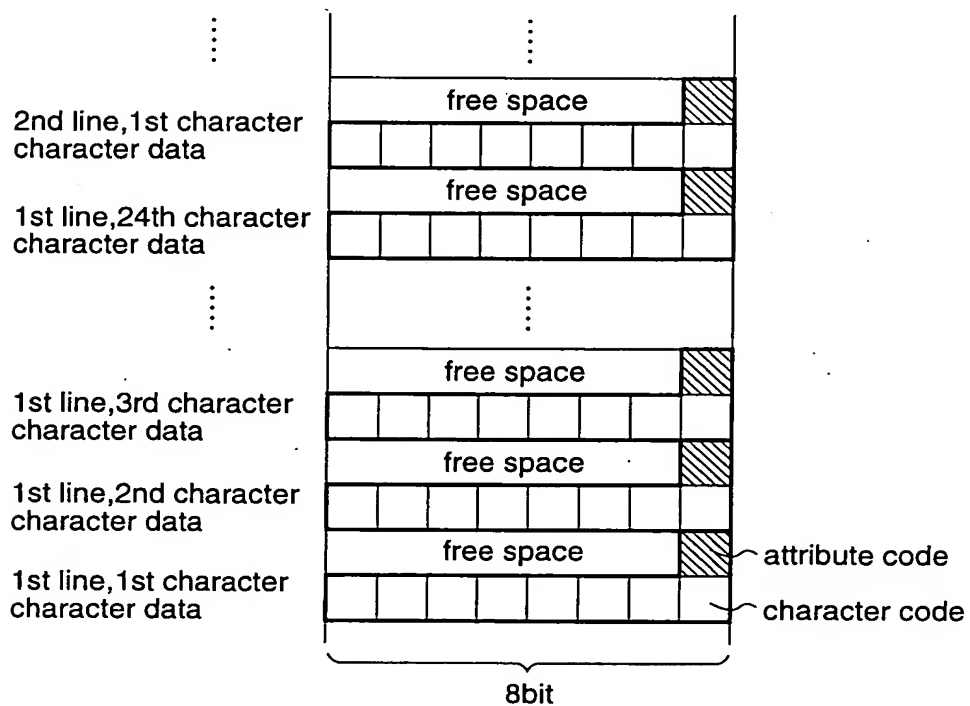 free space
2nd line,1st character
character data
free space
1st line,24th character
character data
free space
1st line,3rd character
character data
free space
1st line,2nd character
character data
free space
attribute code
1st line,1st character
character data
character code
8bit